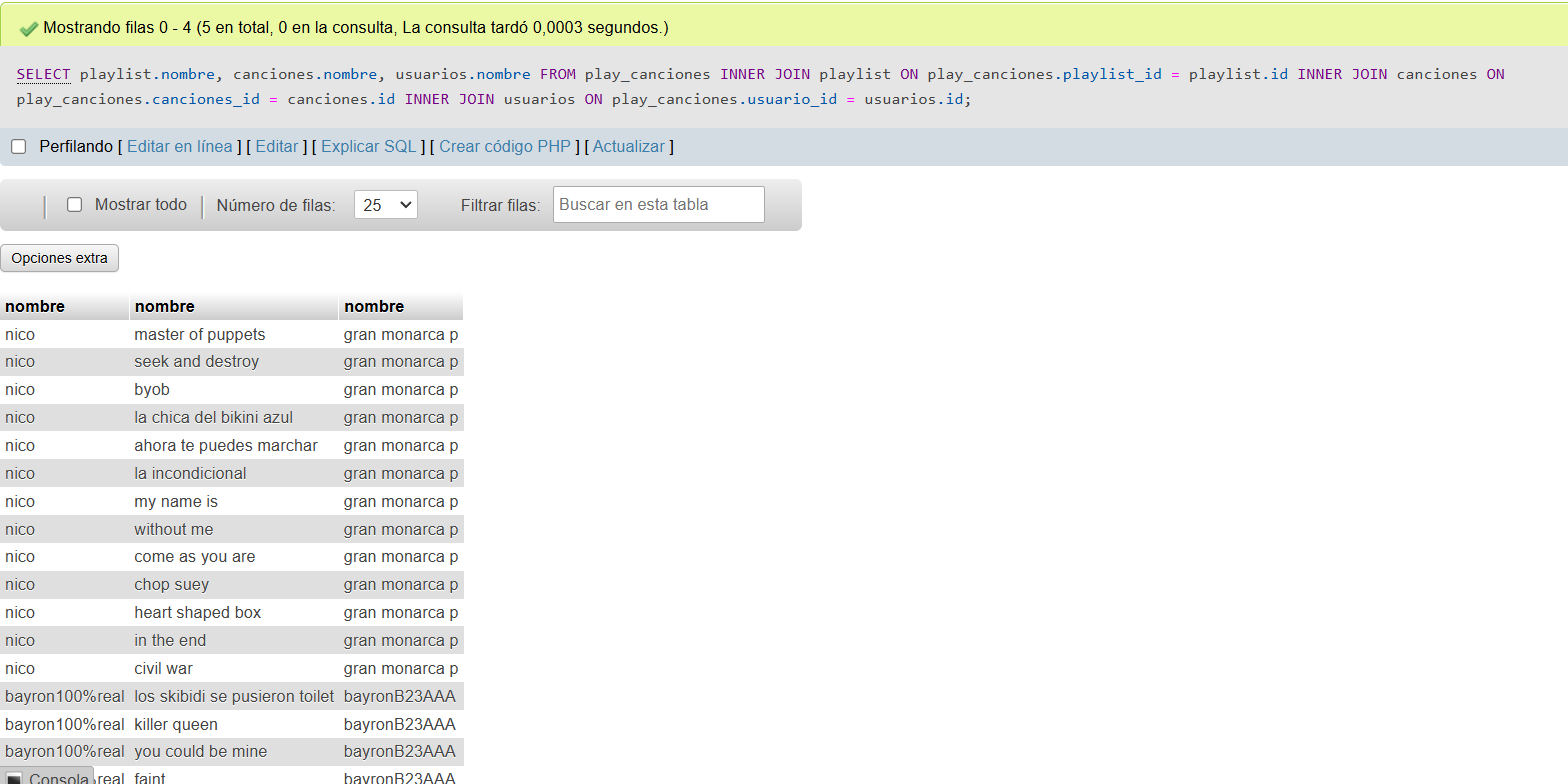 Mostrando filas 0 - 4 (5 en total, 0 en la consulta, La consulta tardó 0,0003 segundos.)
SELECT playlist.nombre, canciones.nombre, usuarios.nombre FROM play_canciones INNER JOIN playlist ON play_canciones.playlist_id = playlist.id INNER JOIN canciones ON
play_canciones.canciones_id = canciones.id INNER JOIN usuarios ON play_canciones.usuario_id = usuarios.id;
Perfilando [ Editar en línea ] [ Editar ] [ Explicar SQL ] [ Crear código PHP ] [ Actualizar ]
Mostrar todo Número de filas: 25 Filtrar filas: Buscar en esta tabla
Opciones extra
nombre nombre nombre
nico master of puppets gran monarca p
nico seek and destroy gran monarca p
nico byob gran monarca p
nico la chica del bikini azul gran monarca p
nico ahora te puedes marchar gran monarca p
nico la incondicional gran monarca p
nico my name is gran monarca p
nico without me gran monarca p
nico come as you are gran monarca p
nico chop suey gran monarca p
nico heart shaped box gran monarca p
nico in the end gran monarca p
nico civil war gran monarca p
bayron100%real los skibidi se pusieron toilet bayronB23AAA
bayron100%real killer queen bayronB23AAA
bayron100%real you could be mine bayronB23AAA
Consola real faint bayronB23AAA